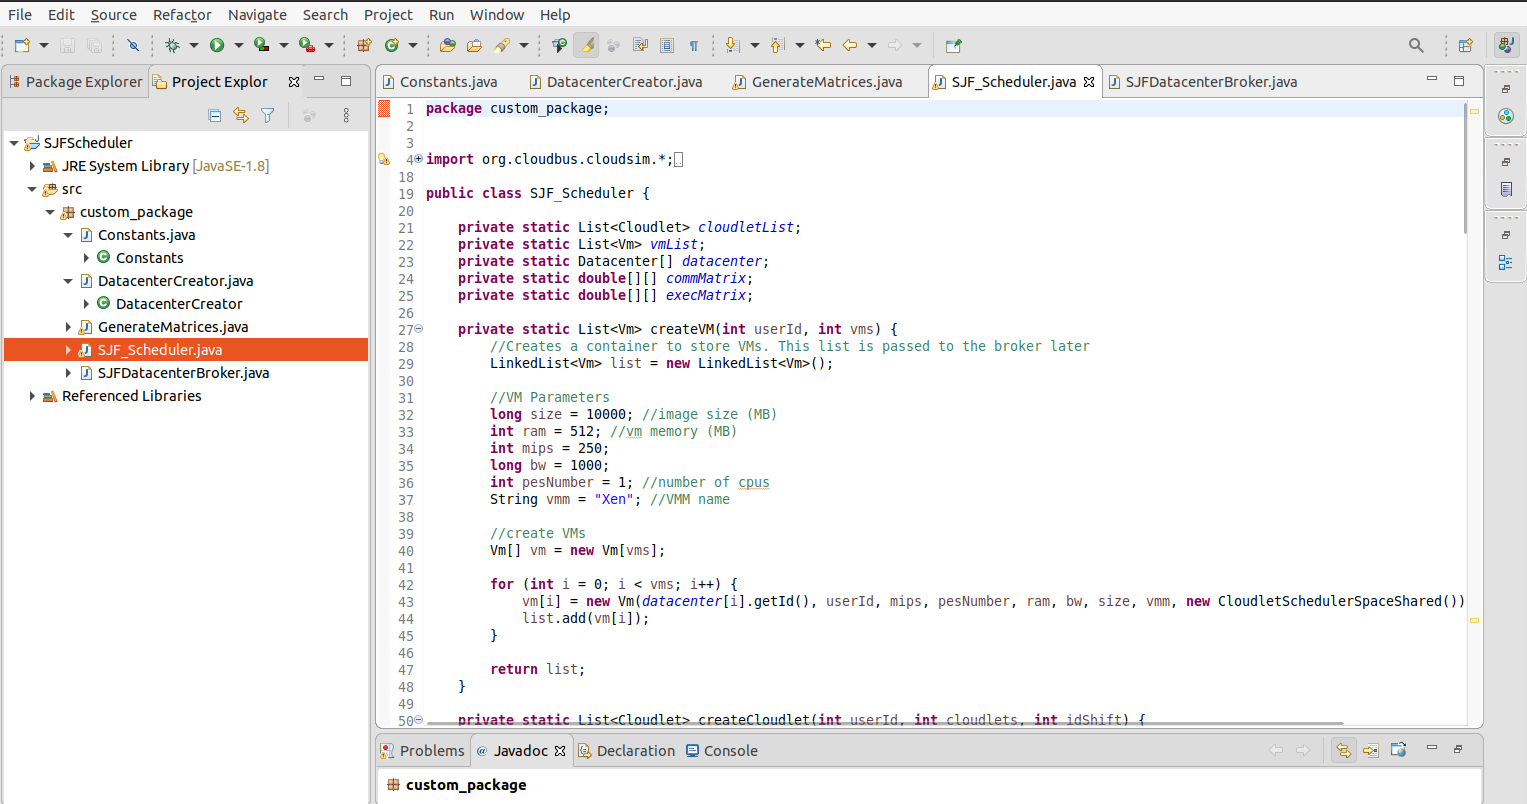 File Edit Source Refactor Navigate Search Project Run Window Help
Package Explorer Project Explor
SJFScheduler
JRE System Library [JavaSE-1.8]
src
custom_package
Constants.java
Constants
DatacenterCreator.java
DatacenterCreator
GenerateMatrices.java
SJF_Scheduler.java
SJFDatacenterBroker.java
Referenced Libraries
Constants.java DatacenterCreator.java GenerateMatrices.java SJF_Scheduler.java SJFDatacenterBroker.java
1 package custom_package;
2
3
4 import org.cloudbus.cloudsim.*;
18
19 public class SJF_Scheduler {
20
21 private static List<Cloudlet> cloudletList;
22 private static List<Vm> vmList;
23 private static Datacenter[] datacenter;
24 private static double[][] commMatrix;
25 private static double[][] execMatrix;
26
27 private static List<Vm> createVM(int userId, int vms) {
28 //Creates a container to store VMs. This list is passed to the broker later
29 LinkedList<Vm> list = new LinkedList<Vm>();
30
31 //VM Parameters
32 long size = 10000; //image size (MB)
33 int ram = 512; //vm memory (MB)
34 int mips = 250;
35 long bw = 1000;
36 int pesNumber = 1; //number of cpus
37 String vmm = "Xen"; //VMM name
38
39 //create VMs
40 Vm[] vm = new Vm[vms];
41
42 for (int i = 0; i < vms; i++) {
43 vm[i] = new Vm(datacenter[i].getId(), userId, mips, pesNumber, ram, bw, size, vmm, new CloudletSchedulerSpaceShared())
44 list.add(vm[i]);
45 }
46
47 return list;
48 }
49
50 private static List<Cloudlet> createCloudlet(int userId, int cloudlets, int idShift) {
Problems @ Javadoc Declaration Console
custom_package